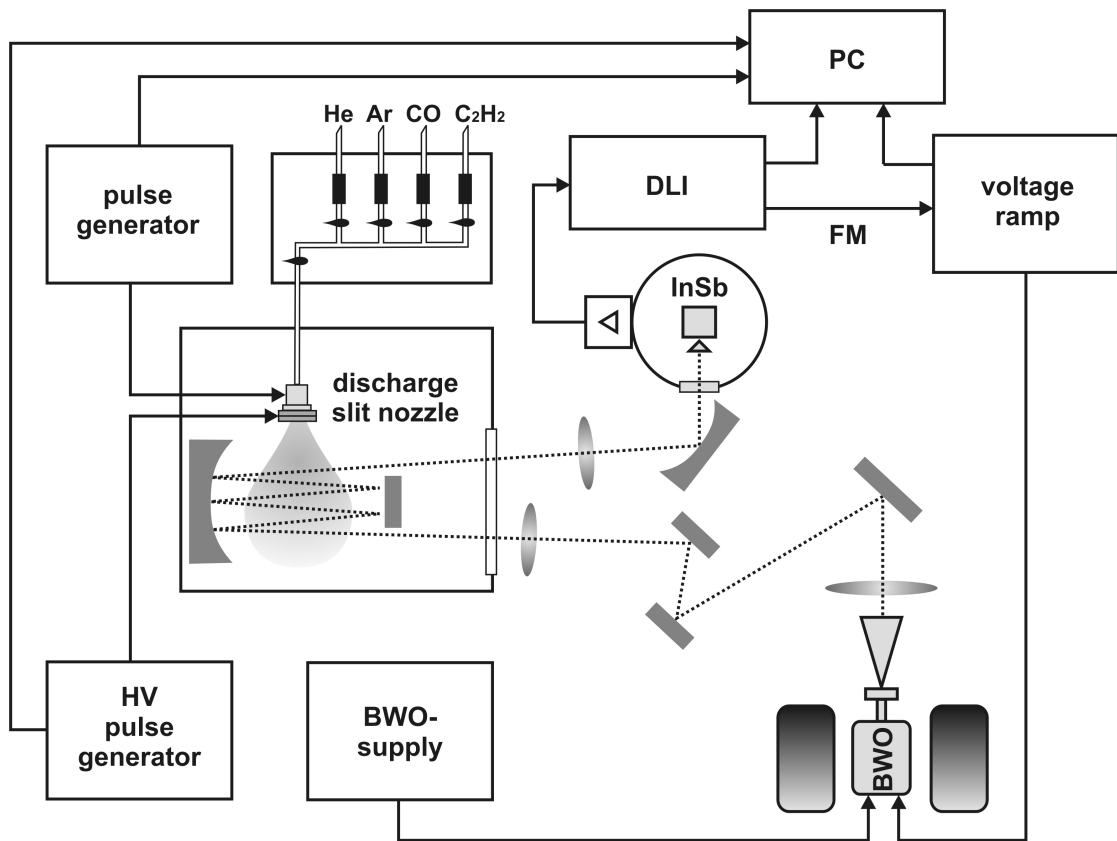 PC
He Ar CO C₂H₂
pulse
generator
DLI
voltage
ramp
FM
InSb
discharge
slit nozzle
HV
pulse
generator
BWO-
supply
BWO